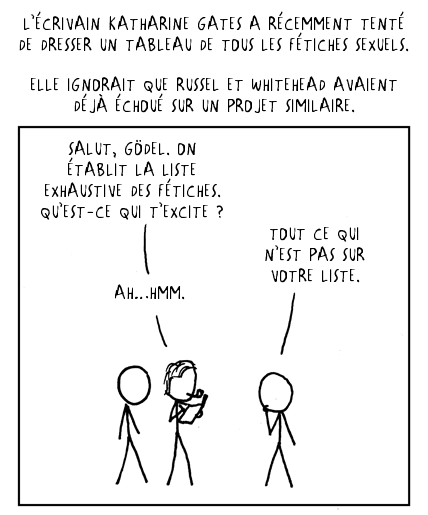 L'ÉCRIVAIN KATHARINE GATES A RÉCEMMENT TENTÉ
DE DRESSER UN TABLEAU DE TOUS LES FÉTICHES SEXUELS.
ELLE IGNORAIT QUE RUSSEL ET WHITEHEAD AVAIENT
DÉJÀ ÉCHOUÉ SUR UN PROJET SIMILAIRE.
SALUT, GÖDEL. ON
ÉTABLIT LA LISTE
EXHAUSTIVE DES FÉTICHES.
QU'EST-CE QUI T'EXCITE ?
TOUT CE QUI
N'EST PAS SUR
VOTRE LISTE.
AH...HMM.